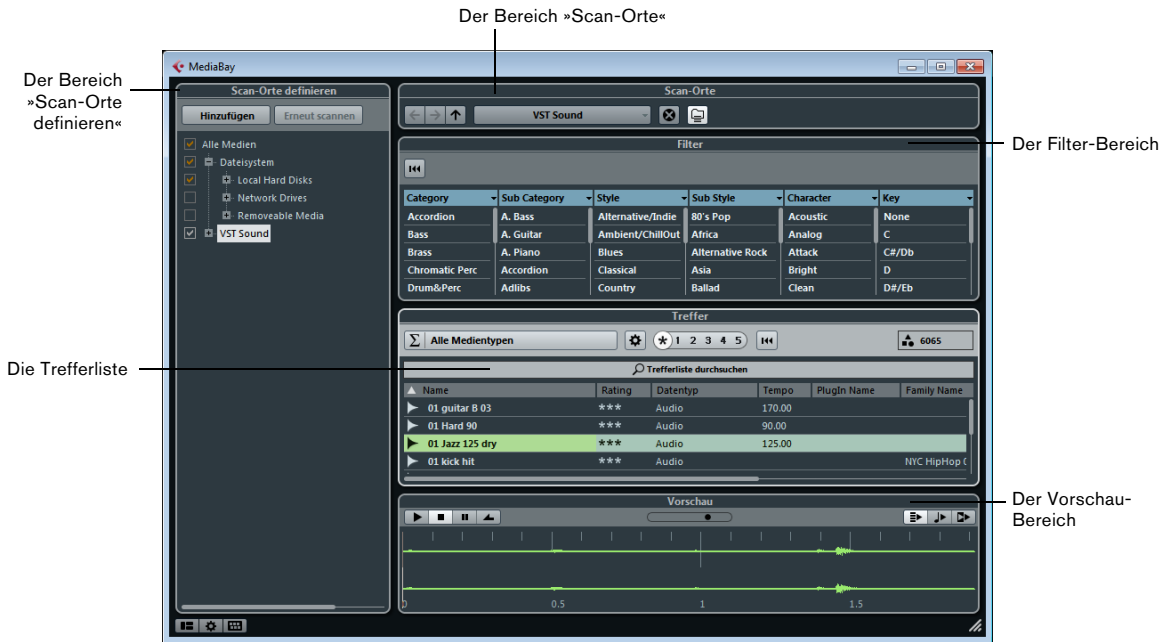 Der Bereich »Scan-Orte«
MediaBay
Der Bereich
»Scan-Orte
definieren«
Scan-Orte definieren
Hinzufügen Erneut scannen
Alle Medien
Dateisystem
Local Hard Disks
Network Drives
Removeable Media
VST Sound
Scan-Orte
VST Sound
Der Filter-Bereich
Filter
Category Sub Category Style Sub Style Character Key
Accordion A. Bass Alternative/Indie 80's Pop Acoustic None
Bass A. Guitar Ambient/ChillOut Africa Analog C
Brass A. Piano Blues Alternative Rock Attack C#/Db
Chromatic Perc Accordion Classical Asia Bright D
Drum&Perc Adlibs Country Ballad Clean D#/Eb
Treffer
Alle Medientypen 1 2 3 4 5 6065
Die Trefferliste
Trefferliste durchsuchen
Name Rating Datentyp Tempo PlugIn Name Family Name
01 guitar B 03 *** Audio 170.00
01 Hard 90 *** Audio 90.00
01 Jazz 125 dry *** Audio 125.00
01 kick hit *** Audio NYC HipHop
Vorschau
Der Vorschau-
Bereich
0 0.5 1 1.5